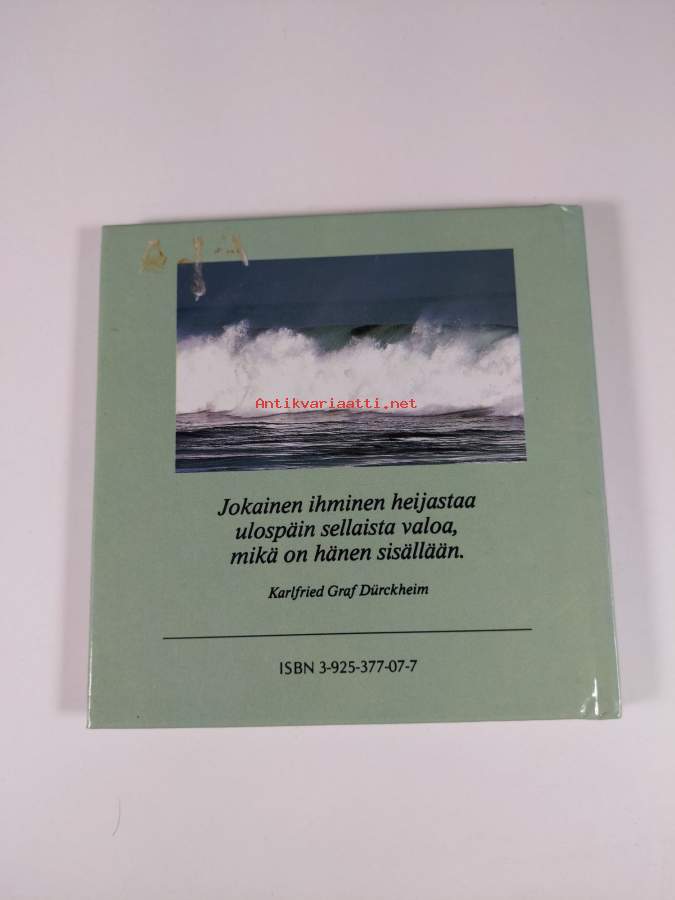 Antikvariaatti.net
Jokainen ihminen heijastaa
ulospäin sellaista valoa,
mikä on hänen sisällään.
Karlfried Graf Dürckheim
ISBN 3-925-377-07-7